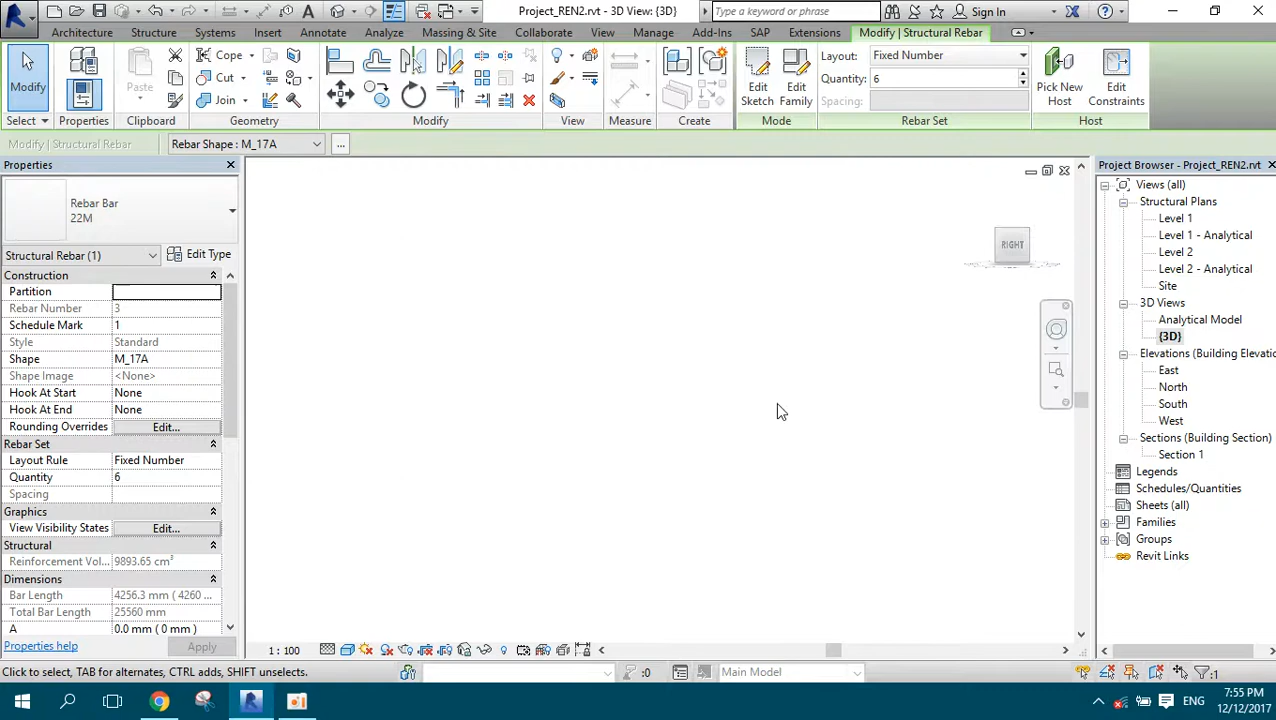 Project_REN2.rvt - 3D View: {3D}
Type a keyword or phrase
Sign In
Architecture
Structure
Systems
Insert
Annotate
Analyze
Massing & Site
Collaborate
View
Manage
Add-Ins
SAP
Extensions
Modify | Structural Rebar
Modify
Paste
Cope
Cut
Join
Edit Sketch
Edit Family
Layout: Fixed Number
Quantity: 6
Spacing:
Pick New Host
Edit Constraints
Select
Properties
Clipboard
Geometry
Modify
View
Measure
Create
Mode
Rebar Set
Host
Modify | Structural Rebar
Rebar Shape : M_17A
...
Properties
Rebar Bar
22M
Structural Rebar (1)
Edit Type
Construction
Partition
Rebar Number 3
Schedule Mark 1
Style Standard
Shape M_17A
Shape Image <None>
Hook At Start None
Hook At End None
Rounding Overrides Edit...
Rebar Set
Layout Rule Fixed Number
Quantity 6
Spacing
Graphics
View Visibility States Edit...
Structural
Reinforcement Vol... 9893.65 cm³
Dimensions
Bar Length 4256.3 mm ( 4260 ...
Total Bar Length 25560 mm
A 0.0 mm ( 0 mm )
Properties help
Apply
RIGHT
Project Browser - Project_REN2.rvt
Views (all)
Structural Plans
Level 1
Level 1 - Analytical
Level 2
Level 2 - Analytical
Site
3D Views
Analytical Model
{3D}
Elevations (Building Elevatio
East
North
South
West
Sections (Building Section)
Section 1
Legends
Schedules/Quantities
Sheets (all)
Families
Groups
Revit Links
1 : 100
Click to select, TAB for alternates, CTRL adds, SHIFT unselects.
:0
Main Model
:1
ENG
7:55 PM
12/12/2017